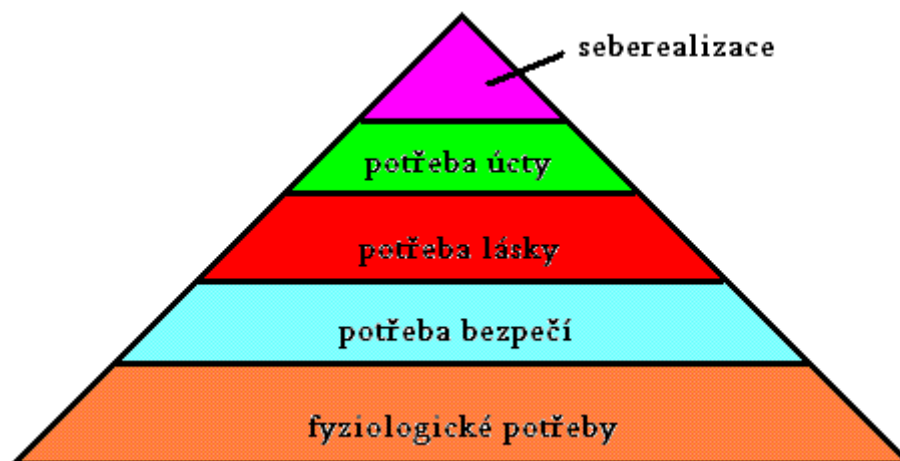 seberealizace
potřeba úcty
potřeba lásky
potřeba bezpečí
fyziologické potřeby